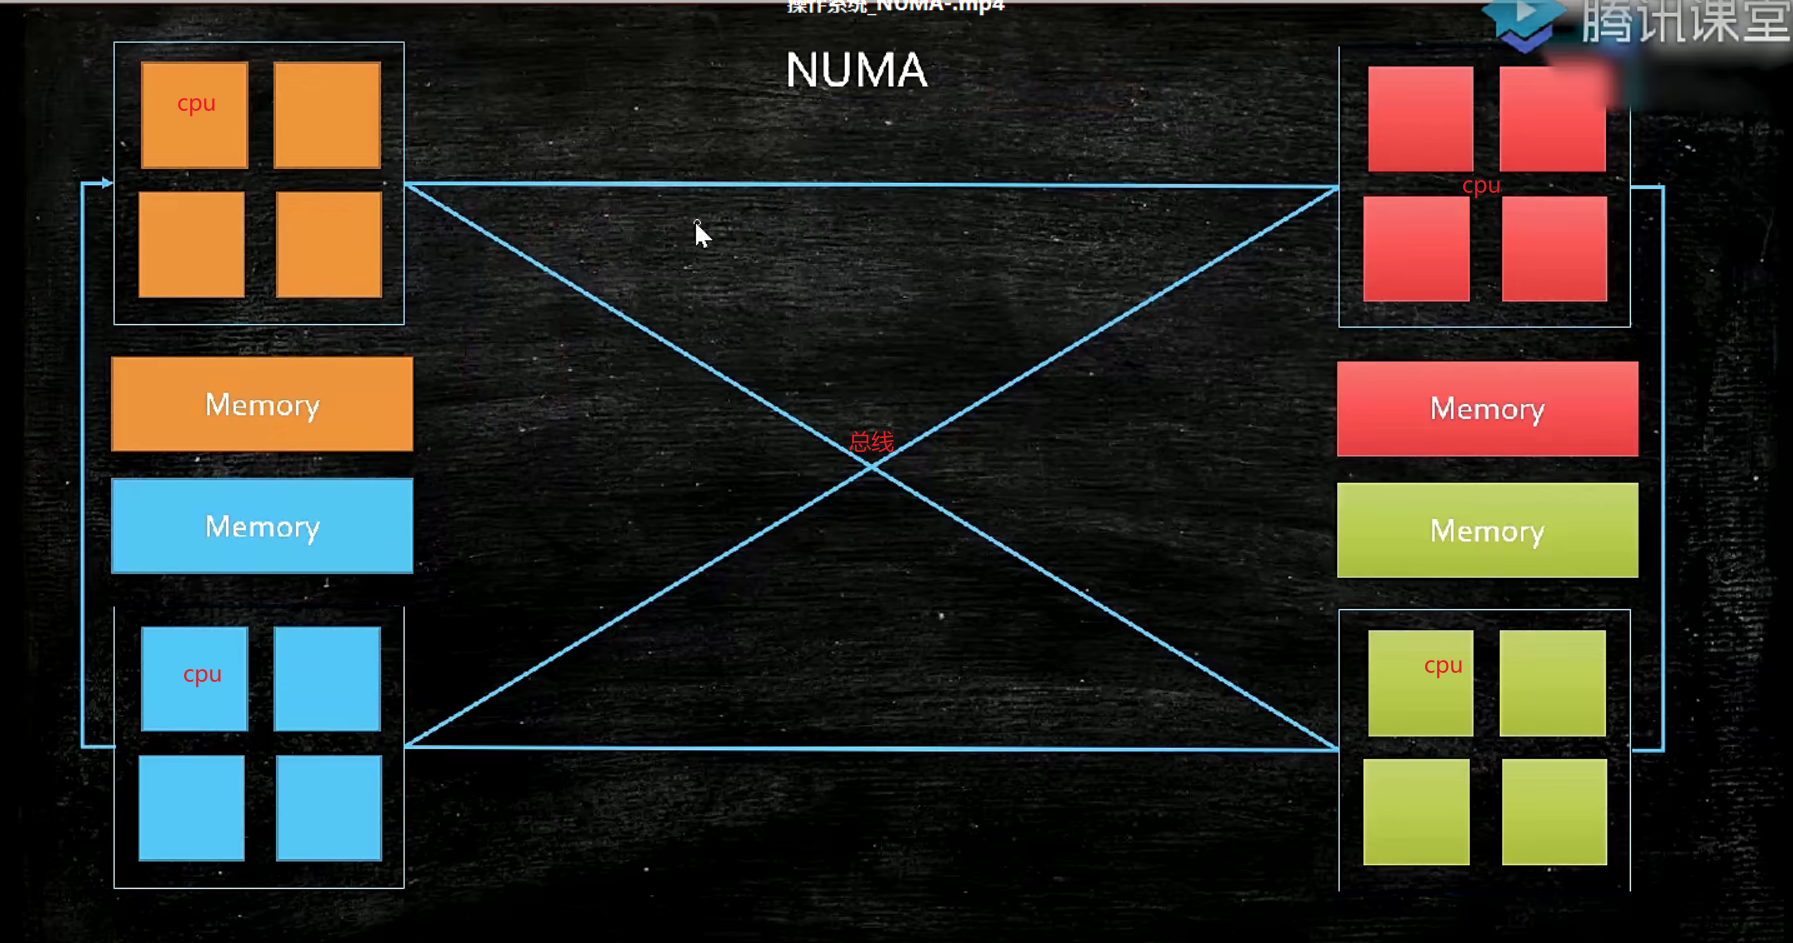 操作系统_NUMA-.mp4
腾讯课堂
NUMA
cpu
cpu
Memory
Memory
总线
Memory
Memory
cpu
cpu